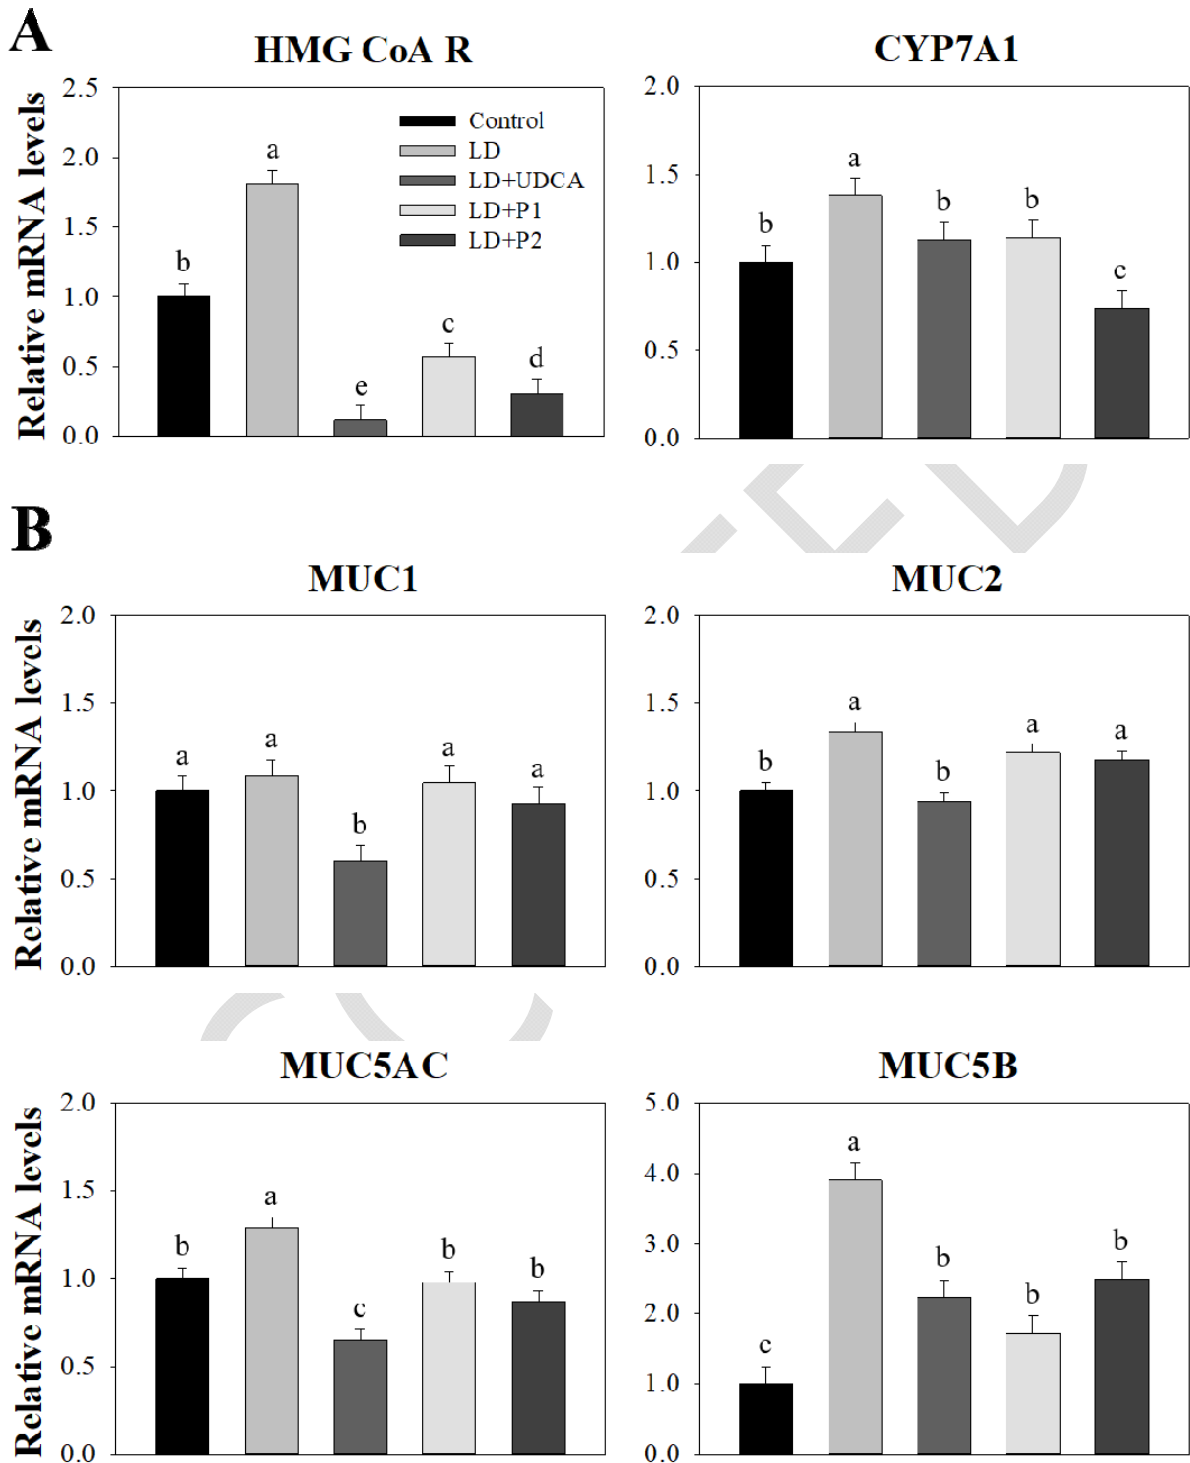 A
HMG CoA R
CYP7A1
Relative mRNA levels
2.5
2.0
1.5
1.0
0.5
0.0
Control
LD
LD+UDCA
LD+P1
LD+P2
b
a
e
c
d
2.0
1.5
1.0
0.5
0.0
b
a
b
b
c
B
MUC1
MUC2
Relative mRNA levels
2.0
1.5
1.0
0.5
0.0
a
a
b
a
a
2.0
1.5
1.0
0.5
0.0
b
a
b
a
a
MUC5AC
MUC5B
Relative mRNA levels
2.0
1.5
1.0
0.5
0.0
b
a
c
b
b
5.0
4.0
3.0
2.0
1.0
0.0
c
a
b
b
b